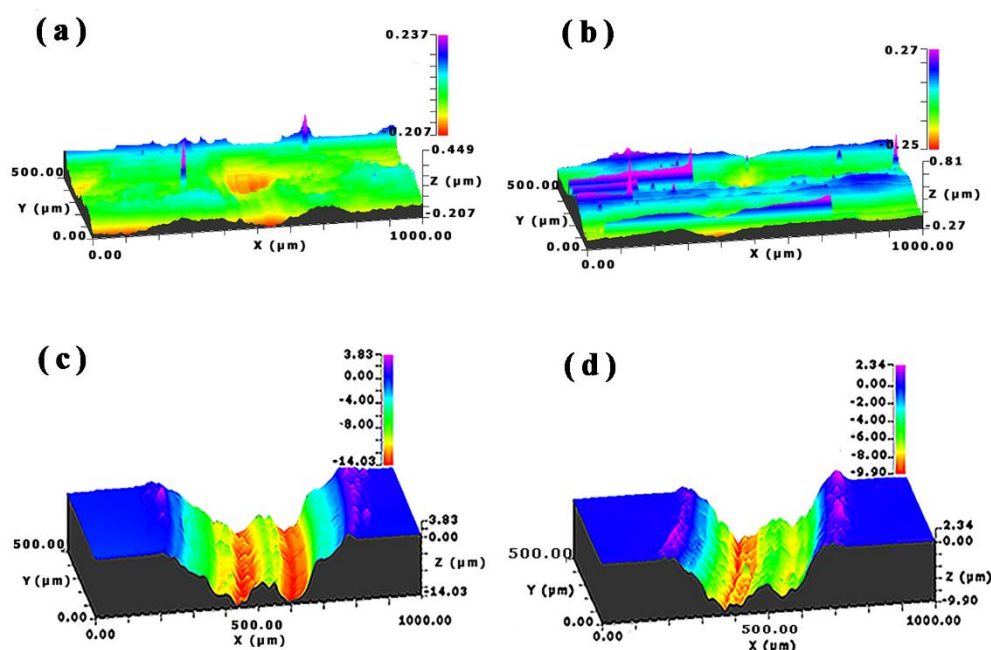 (a)
0.237
-0.207
0.449
Z (µm)
-0.207
500.00
Y (µm)
0.00
0.00
X (µm)
1000.00
(b)
0.27
-0.25
0.81
Z (µm)
-0.27
500.00
Y (µm)
0.00
0.00
X (µm)
1000.00
(c)
3.83
0.00
-4.00
-8.00
-14.03
3.83
0.00
Z (µm)
-14.03
500.00
Y (µm)
0.00
0.00
500.00
X (µm)
1000.00
(d)
2.34
0.00
-2.00
-4.00
-6.00
-8.00
-9.90
2.34
0.00
Z (µm)
-9.90
500.00
Y (µm)
0.00
0.00
500.00
X (µm)
1000.00